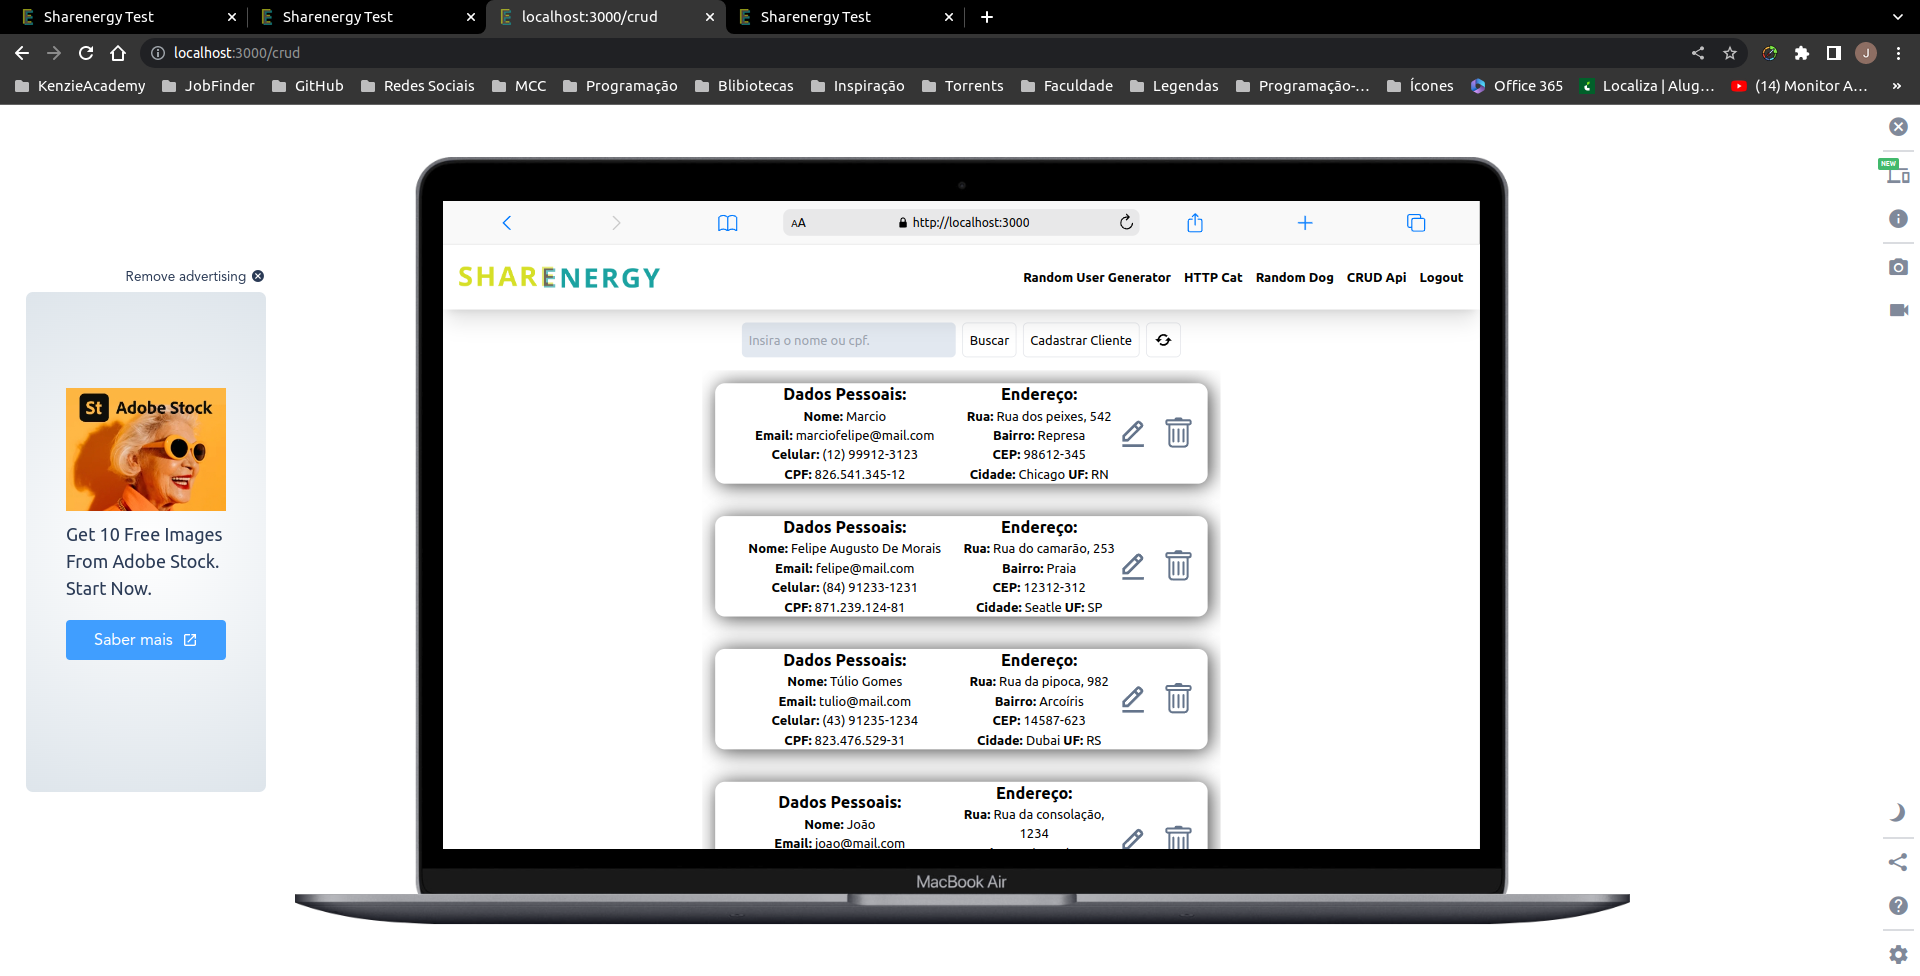 Sharenergy Test
Sharenergy Test
localhost:3000/crud
Sharenergy Test
localhost:3000/crud
J
KenzieAcademy
JobFinder
GitHub
Redes Sociais
MCC
Programação
Blibiotecas
Inspiração
Torrents
Faculdade
Legendas
Programação-...
Ícones
Office 365
Localiza | Alug...
(14) Monitor A...
NEW
AA
http://localhost:3000
SHARENERGY
Random User Generator
HTTP Cat
Random Dog
CRUD Api
Logout
Insira o nome ou cpf.
Buscar
Cadastrar Cliente
Dados Pessoais:
Nome: Marcio
Email: marciofelipe@mail.com
Celular: (12) 99912-3123
CPF: 826.541.345-12
Endereço:
Rua: Rua dos peixes, 542
Bairro: Represa
CEP: 98612-345
Cidade: Chicago UF: RN
Dados Pessoais:
Nome: Felipe Augusto De Morais
Email: felipe@mail.com
Celular: (84) 91233-1231
CPF: 871.239.124-81
Endereço:
Rua: Rua do camarão, 253
Bairro: Praia
CEP: 12312-312
Cidade: Seatle UF: SP
Dados Pessoais:
Nome: Túlio Gomes
Email: tulio@mail.com
Celular: (43) 91235-1234
CPF: 823.476.529-31
Endereço:
Rua: Rua da pipoca, 982
Bairro: Arcoíris
CEP: 14587-623
Cidade: Dubai UF: RS
Dados Pessoais:
Nome: João
Email: joao@mail.com
Endereço:
Rua: Rua da consolação,
1234
MacBook Air
Remove advertising
St Adobe Stock
Get 10 Free Images
From Adobe Stock.
Start Now.
Saber mais